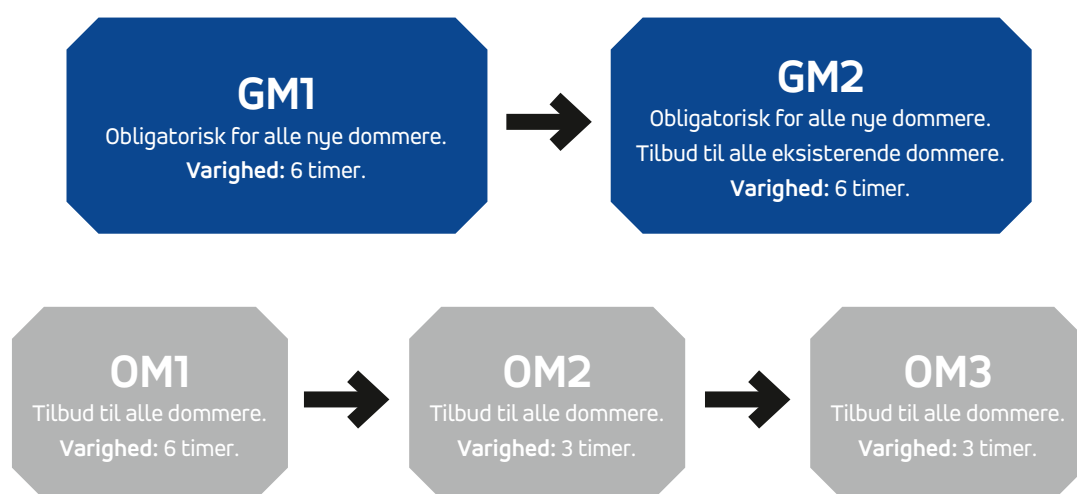 GM1
Obligatorisk for alle nye dommere.
Varighed: 6 timer.
GM2
Obligatorisk for alle nye dommere.
Tilbud til alle eksisterende dommere.
Varighed: 6 timer.
OM1
Tilbud til alle dommere.
Varighed: 6 timer.
OM2
Tilbud til alle dommere.
Varighed: 3 timer.
OM3
Tilbud til alle dommere.
Varighed: 3 timer.